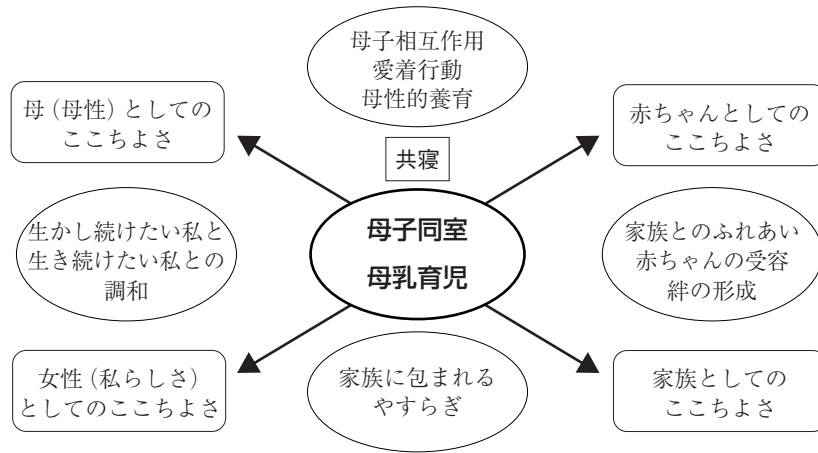 母子相互作用
愛着行動
母性的養育
母（母性）としての
ここちよさ
赤ちゃんとしての
ここちよさ
共寝
生かし続けたい私と
生き続けたい私との
調和
母子同室
母乳育児
家族とのふれあい
赤ちゃんの受容
絆の形成
女性（私らしさ）
としてのここちよさ
家族に包まれる
やすらぎ
家族としての
ここちよさ